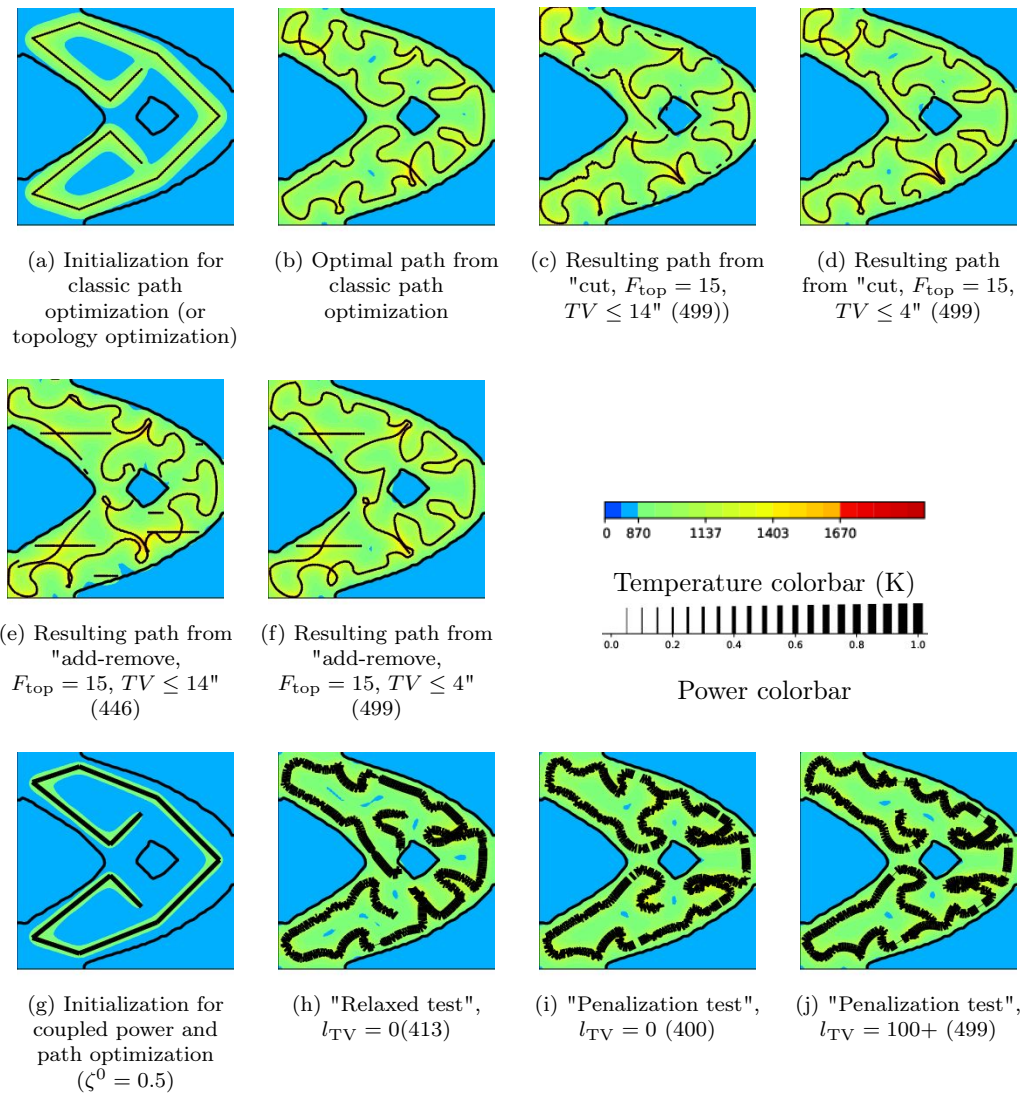 (a) Initialization for
classic path
optimization (or
topology optimization)
(b) Optimal path from
classic path
optimization
(c) Resulting path from
"cut, F_top = 15,
TV ≤ 14" (499))
(d) Resulting path
from "cut, F_top = 15,
TV ≤ 4" (499)
(e) Resulting path from
"add-remove,
F_top = 15, TV ≤ 14"
(446)
(f) Resulting path from
"add-remove,
F_top = 15, TV ≤ 4"
(499)
0 870 1137 1403 1670
Temperature colorbar (K)
0.0 0.2 0.4 0.6 0.8 1.0
Power colorbar
(g) Initialization for
coupled power and
path optimization
(ζ⁰ = 0.5)
(h) "Relaxed test",
l_TV = 0(413)
(i) "Penalization test",
l_TV = 0 (400)
(j) "Penalization test",
l_TV = 100+ (499)